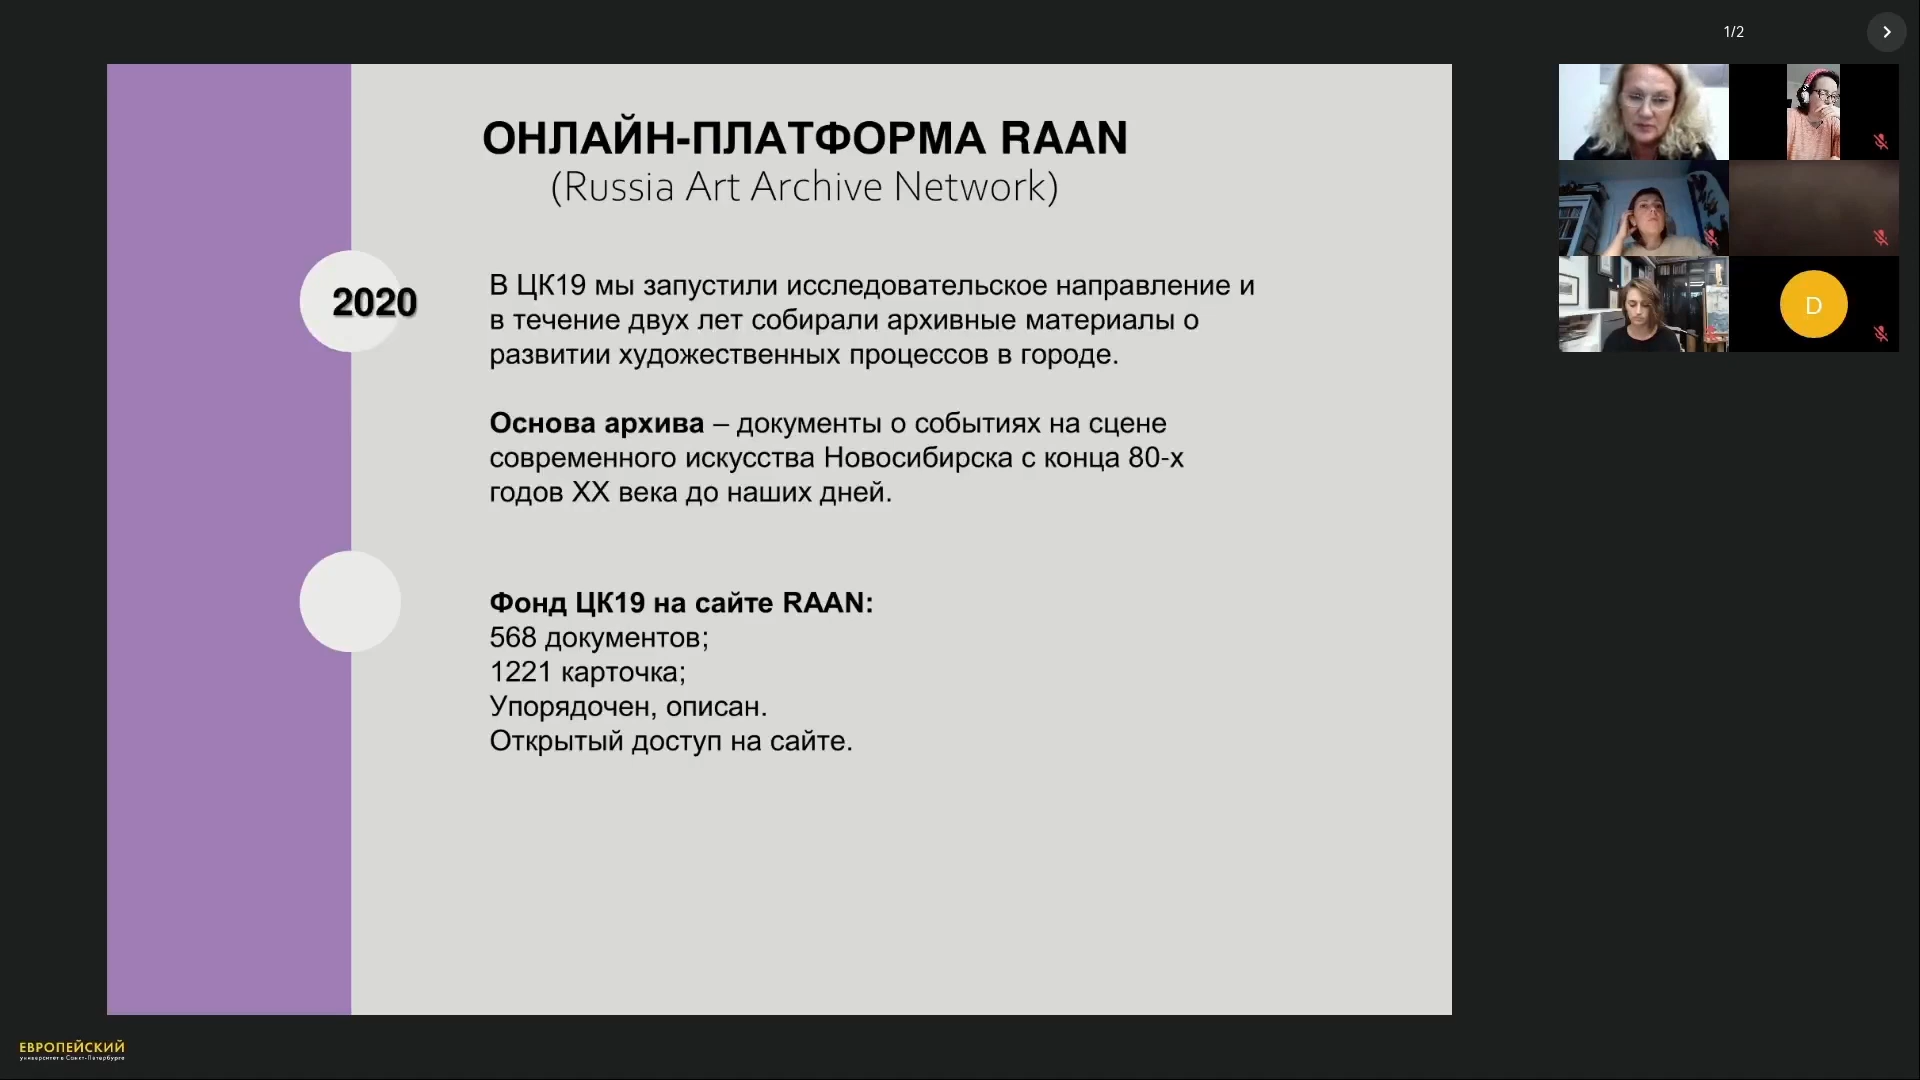 1/2
ОНЛАЙН-ПЛАТФОРМА RAAN
(Russia Art Archive Network)
2020
В ЦК19 мы запустили исследовательское направление и
в течение двух лет собирали архивные материалы о
развитии художественных процессов в городе.
Основа архива – документы о событиях на сцене
современного искусства Новосибирска с конца 80-х
годов XX века до наших дней.
Фонд ЦК19 на сайте RAAN:
568 документов;
1221 карточка;
Упорядочен, описан.
Открытый доступ на сайте.
D
ЕВРОПЕЙСКИЙ
университет в Санкт-Петербурге